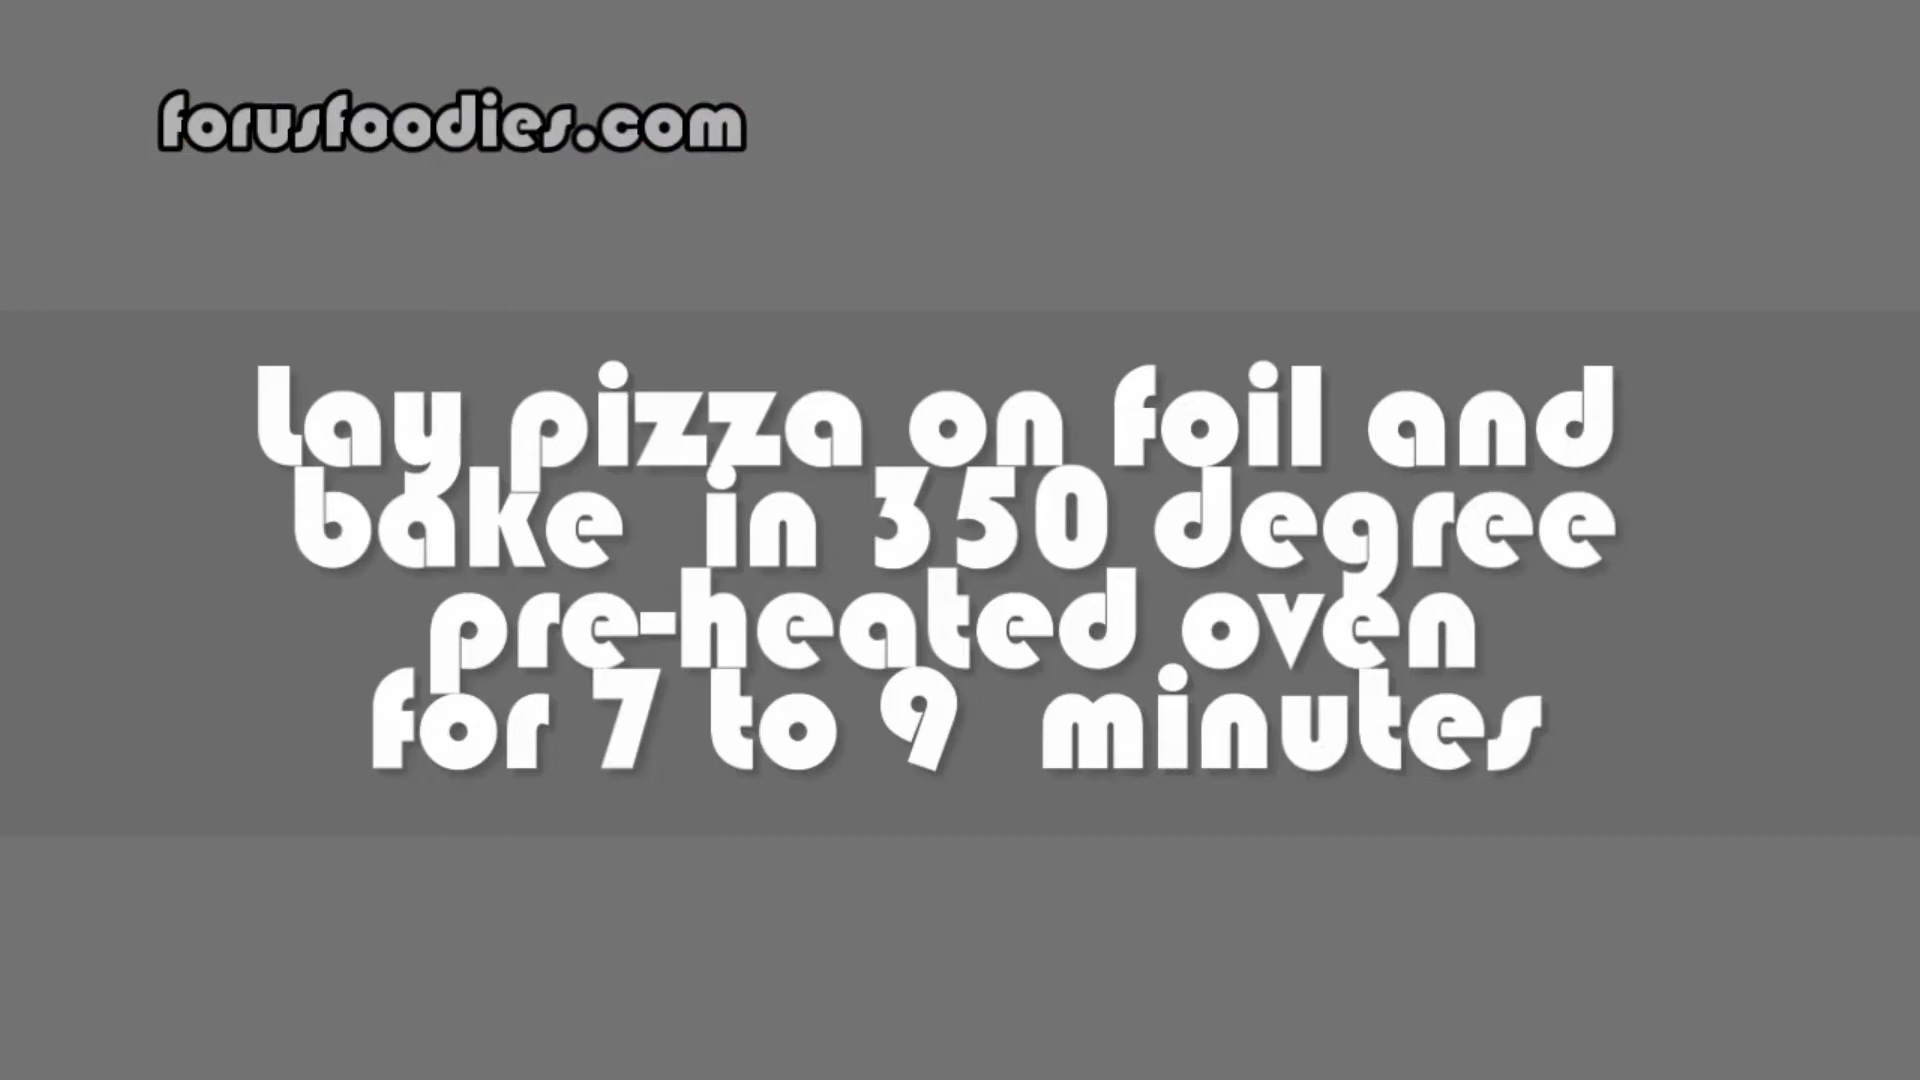 forusfoodies.com
Lay pizza on foil and
bake in 350 degree
pre-heated oven
for 7 to 9 minutes